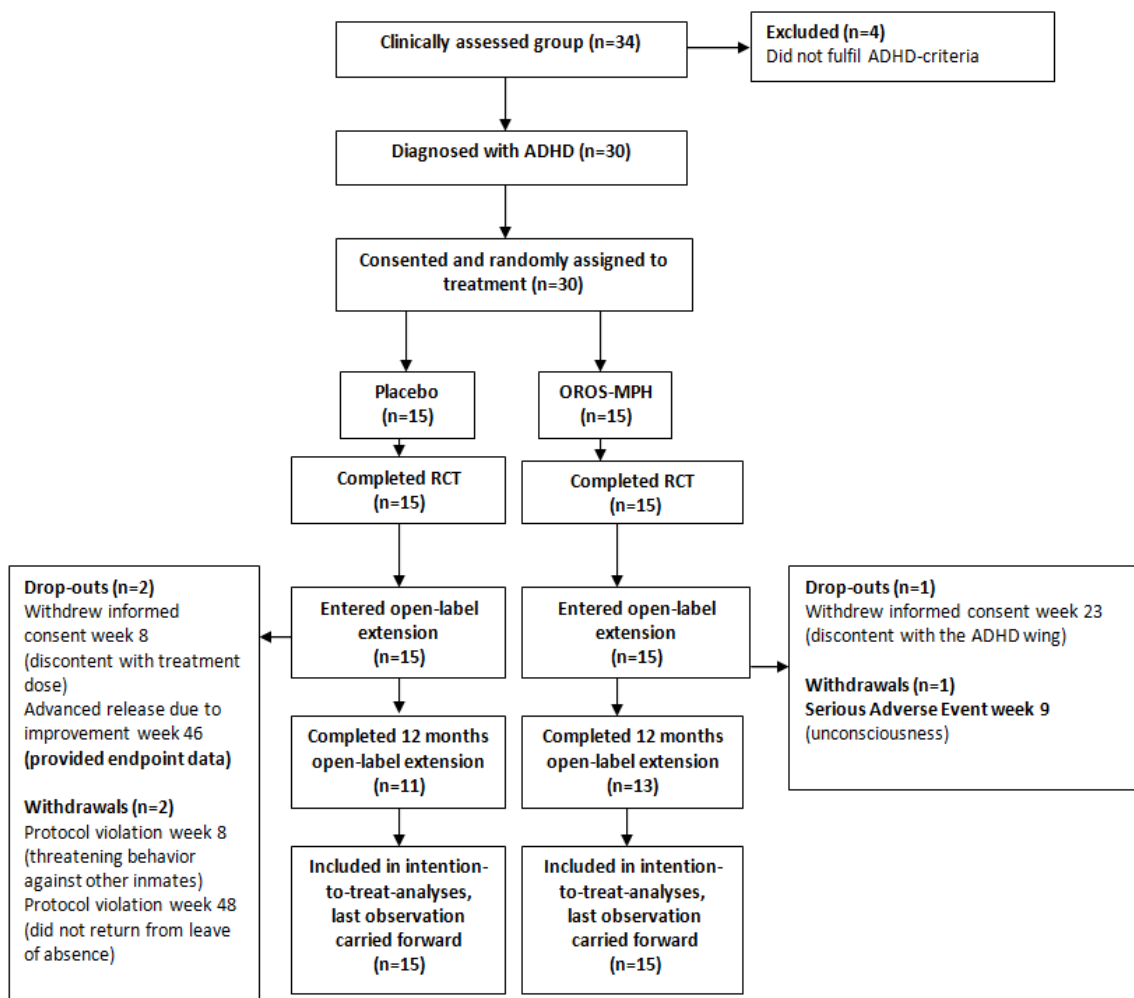 Clinically assessed group (n=34)
Excluded (n=4)
Did not fulfil ADHD-criteria
Diagnosed with ADHD (n=30)
Consented and randomly assigned to
treatment (n=30)
Placebo
(n=15)
OROS-MPH
(n=15)
Completed RCT
(n=15)
Completed RCT
(n=15)
Drop-outs (n=2)
Withdrew informed
consent week 8
(discontent with treatment
dose)
Advanced release due to
improvement week 46
(provided endpoint data)
Withdrawals (n=2)
Protocol violation week 8
(threatening behavior
against other inmates)
Protocol violation week 48
(did not return from leave
of absence)
Entered open-label
extension
(n=15)
Entered open-label
extension
(n=15)
Drop-outs (n=1)
Withdrew informed consent week 23
(discontent with the ADHD wing)
Withdrawals (n=1)
Serious Adverse Event week 9
(unconsciousness)
Completed 12 months
open-label extension
(n=11)
Completed 12 months
open-label extension
(n=13)
Included in intention-
to-treat-analyses,
last observation
carried forward
(n=15)
Included in intention-
to-treat-analyses,
last observation
carried forward
(n=15)